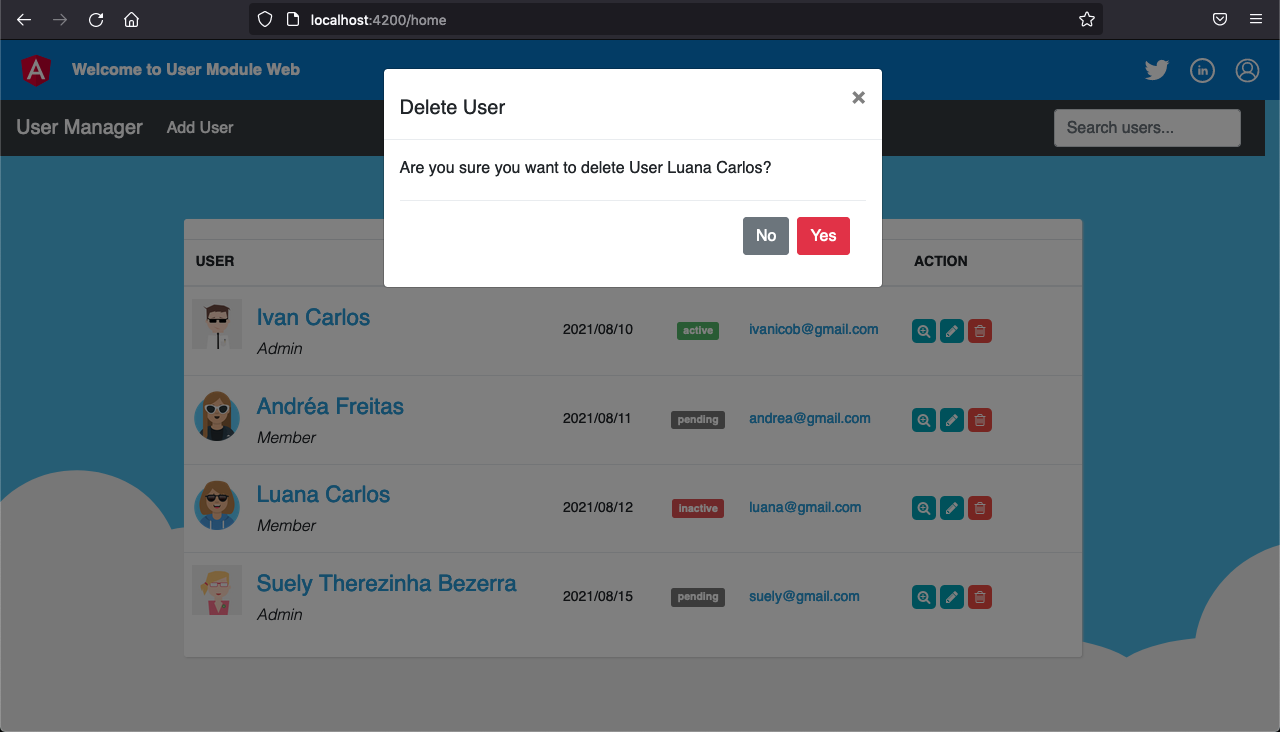 localhost:4200/home
A
Welcome to User Module Web
in
User Manager
Add User
Search users...
Delete User
×
Are you sure you want to delete User Luana Carlos?
No
Yes
USER
ACTION
Ivan Carlos
Admin
2021/08/10
active
ivanicob@gmail.com
Andréa Freitas
Member
2021/08/11
pending
andrea@gmail.com
Luana Carlos
Member
2021/08/12
inactive
luana@gmail.com
Suely Therezinha Bezerra
Admin
2021/08/15
pending
suely@gmail.com